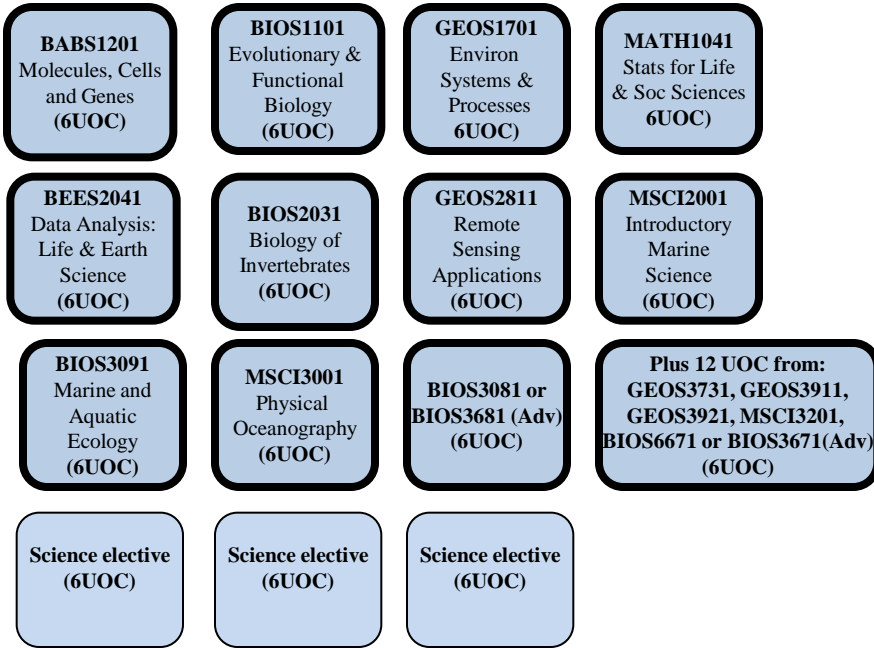 BABS1201
Molecules, Cells
and Genes
(6UOC)
BIOS1101
Evolutionary &
Functional
Biology
(6UOC)
GEOS1701
Environ
Systems &
Processes
6UOC)
MATH1041
Stats for Life
& Soc Sciences
6UOC)
BEES2041
Data Analysis:
Life & Earth
Science
(6UOC)
BIOS2031
Biology of
Invertebrates
(6UOC)
GEOS2811
Remote
Sensing
Applications
(6UOC)
MSCI2001
Introductory
Marine
Science
(6UOC)
BIOS3091
Marine and
Aquatic
Ecology
(6UOC)
MSCI3001
Physical
Oceanography
(6UOC)
BIOS3081 or
BIOS3681 (Adv)
(6UOC)
Plus 12 UOC from:
GEOS3731, GEOS3911,
GEOS3921, MSCI3201,
BIOS6671 or BIOS3671(Adv)
(6UOC)
Science elective
(6UOC)
Science elective
(6UOC)
Science elective
(6UOC)